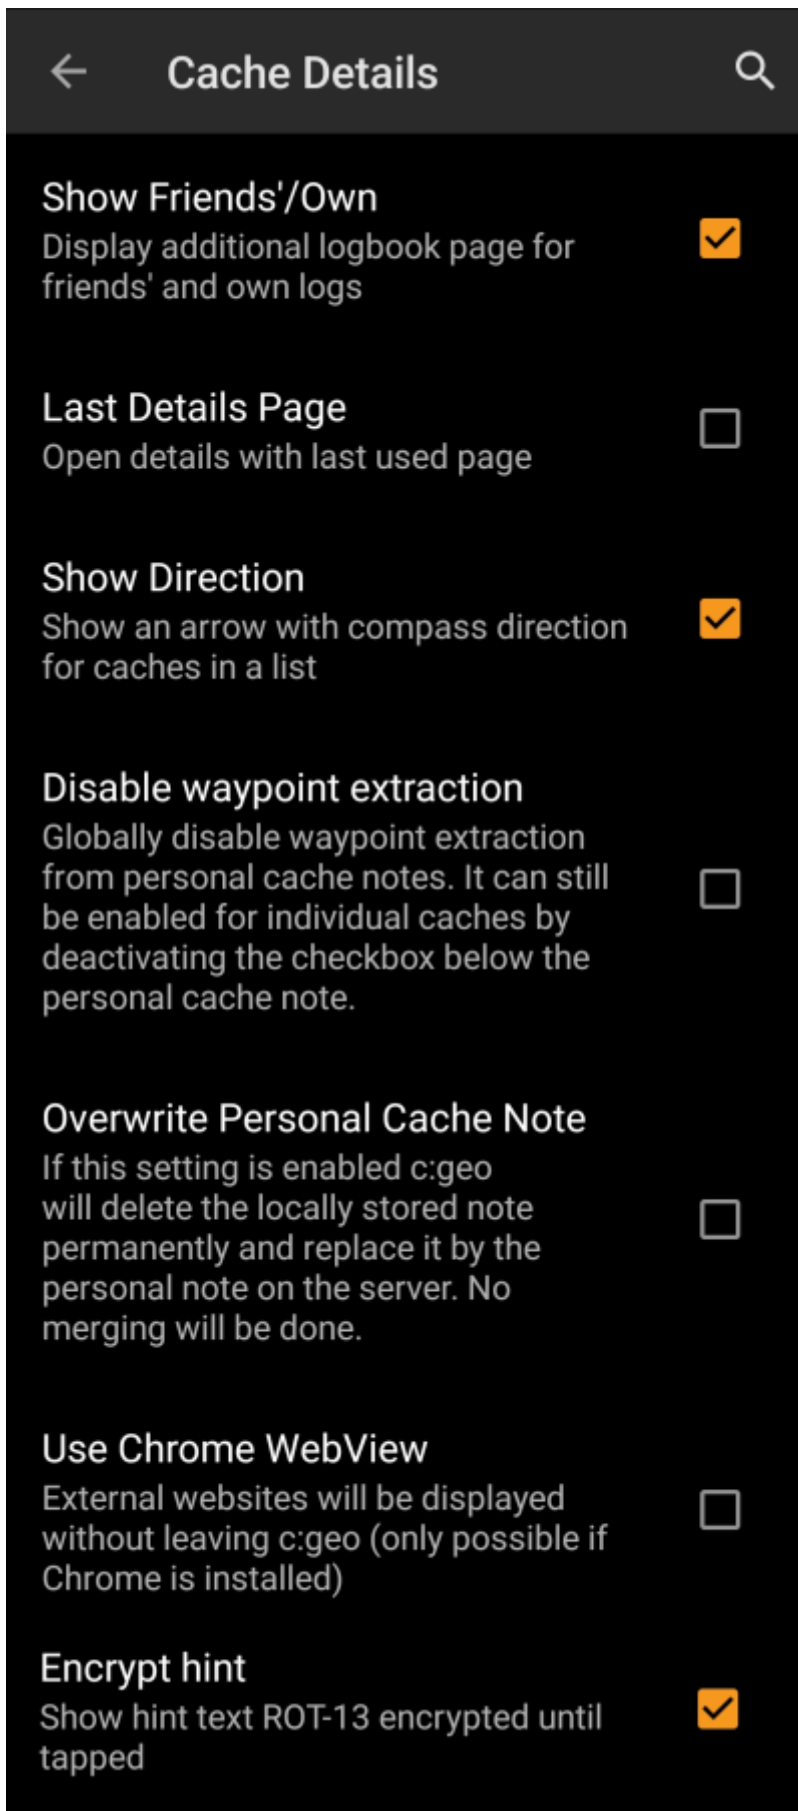 Cache Details
Show Friends'/Own
Display additional logbook page for
friends' and own logs
Last Details Page
Open details with last used page
Show Direction
Show an arrow with compass direction
for caches in a list
Disable waypoint extraction
Globally disable waypoint extraction
from personal cache notes. It can still
be enabled for individual caches by
deactivating the checkbox below the
personal cache note.
Overwrite Personal Cache Note
If this setting is enabled c:geo
will delete the locally stored note
permanently and replace it by the
personal note on the server. No
merging will be done.
Use Chrome WebView
External websites will be displayed
without leaving c:geo (only possible if
Chrome is installed)
Encrypt hint
Show hint text ROT-13 encrypted until
tapped